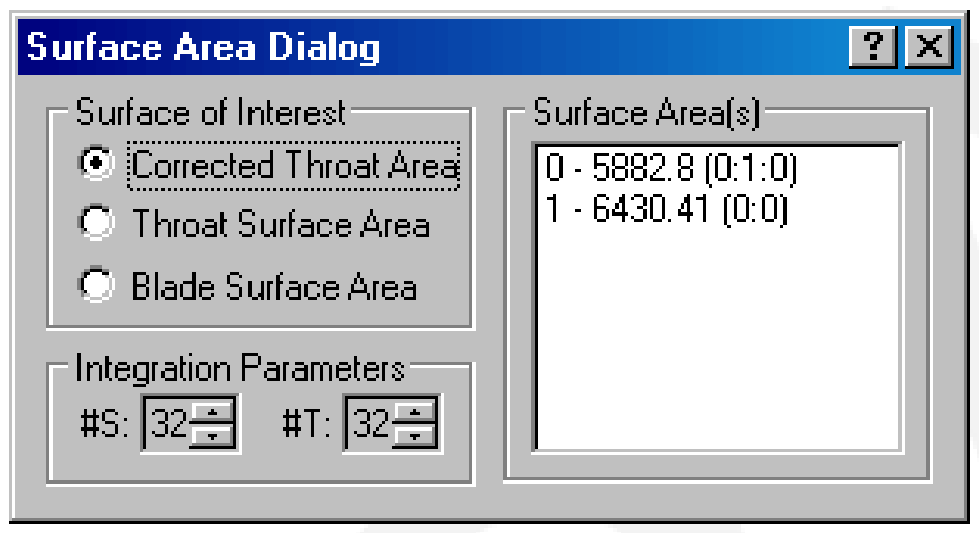 Surface Area Dialog
Surface of Interest
Corrected Throat Area
Throat Surface Area
Blade Surface Area
Integration Parameters
#S: 32 #T: 32
Surface Area(s)
0 - 5882.8 (0:1:0)
1 - 6430.41 (0:0)